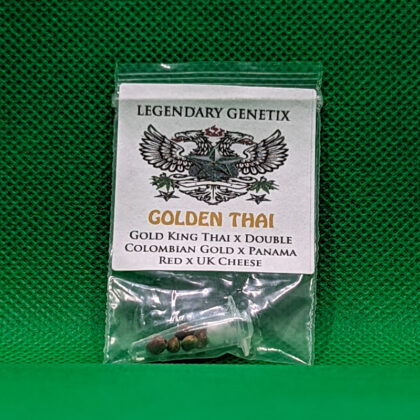 LEGENDARY GENETIX
GOLDEN THAI
GOLD KING THAI X DOUBLE
COLOMBIAN GOLD X PANAMA
RED X UK CHEESE